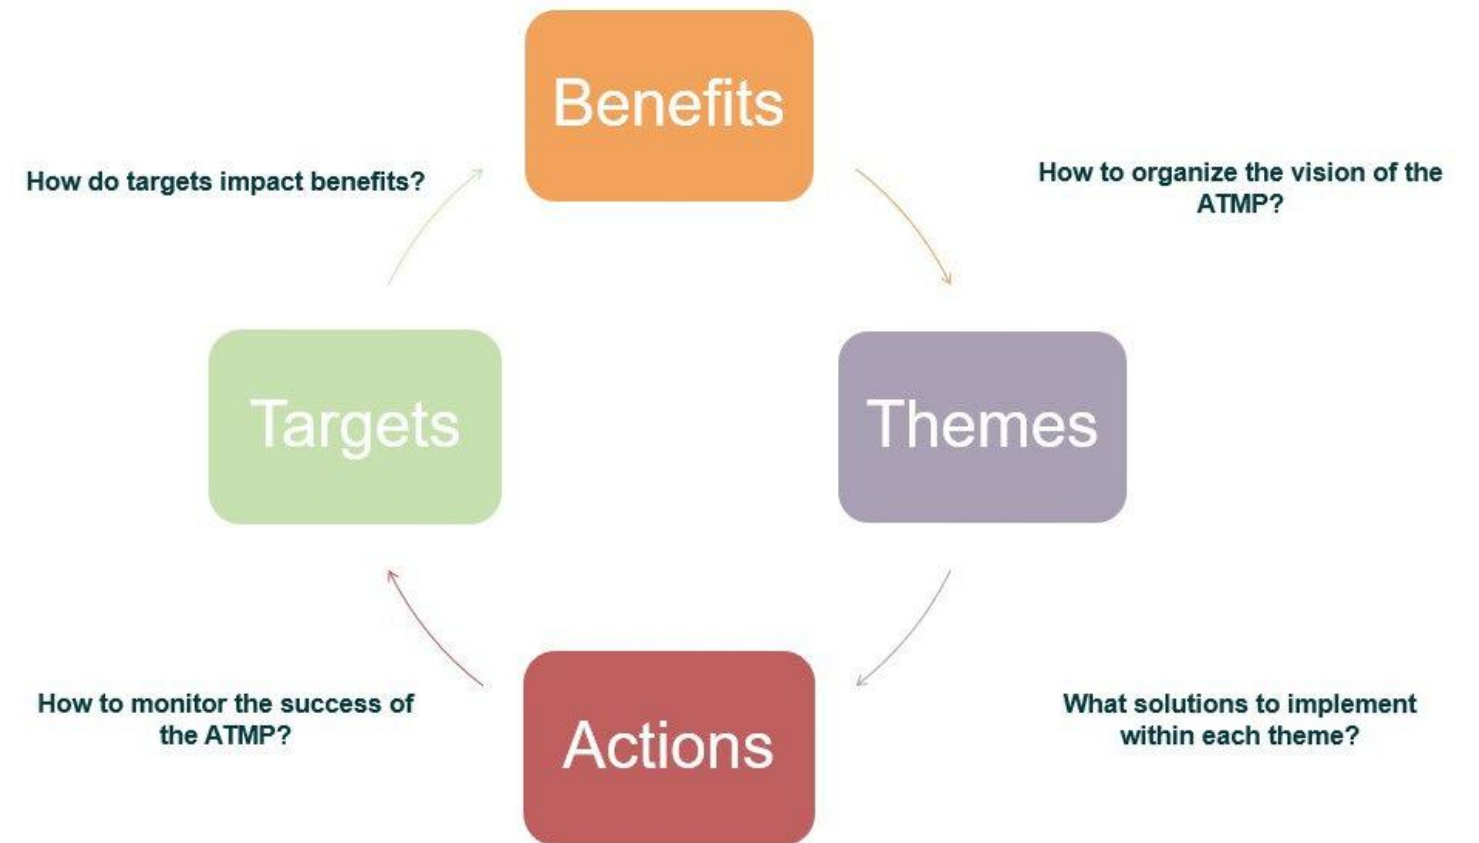 Benefits
How do targets impact benefits?
How to organize the vision of the
ATMP?
Targets
Themes
How to monitor the success of
the ATMP?
What solutions to implement
within each theme?
Actions